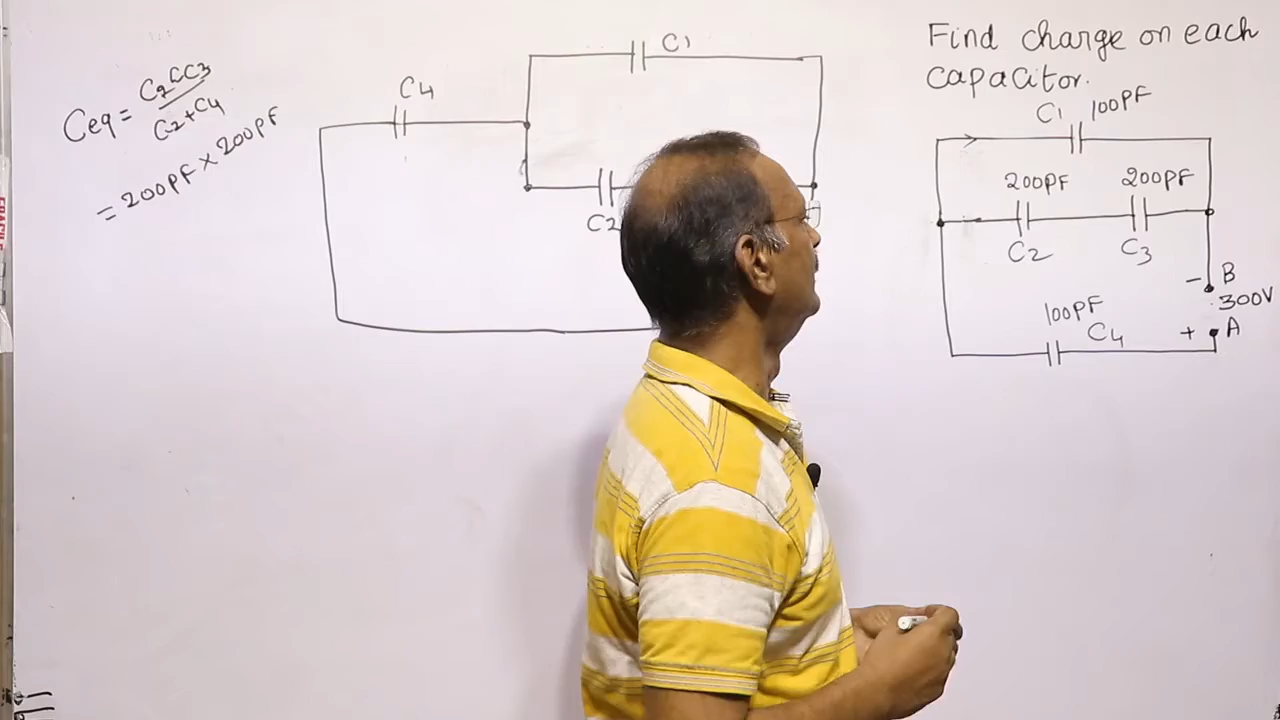 Find charge on each
capacitor.
Ceq = C2CC3
C2+C4
= 200PF × 200PF
C1
C4
C2
C1 100PF
200PF 200PF
C2 C3
- B
300V
+ A
100PF
C4